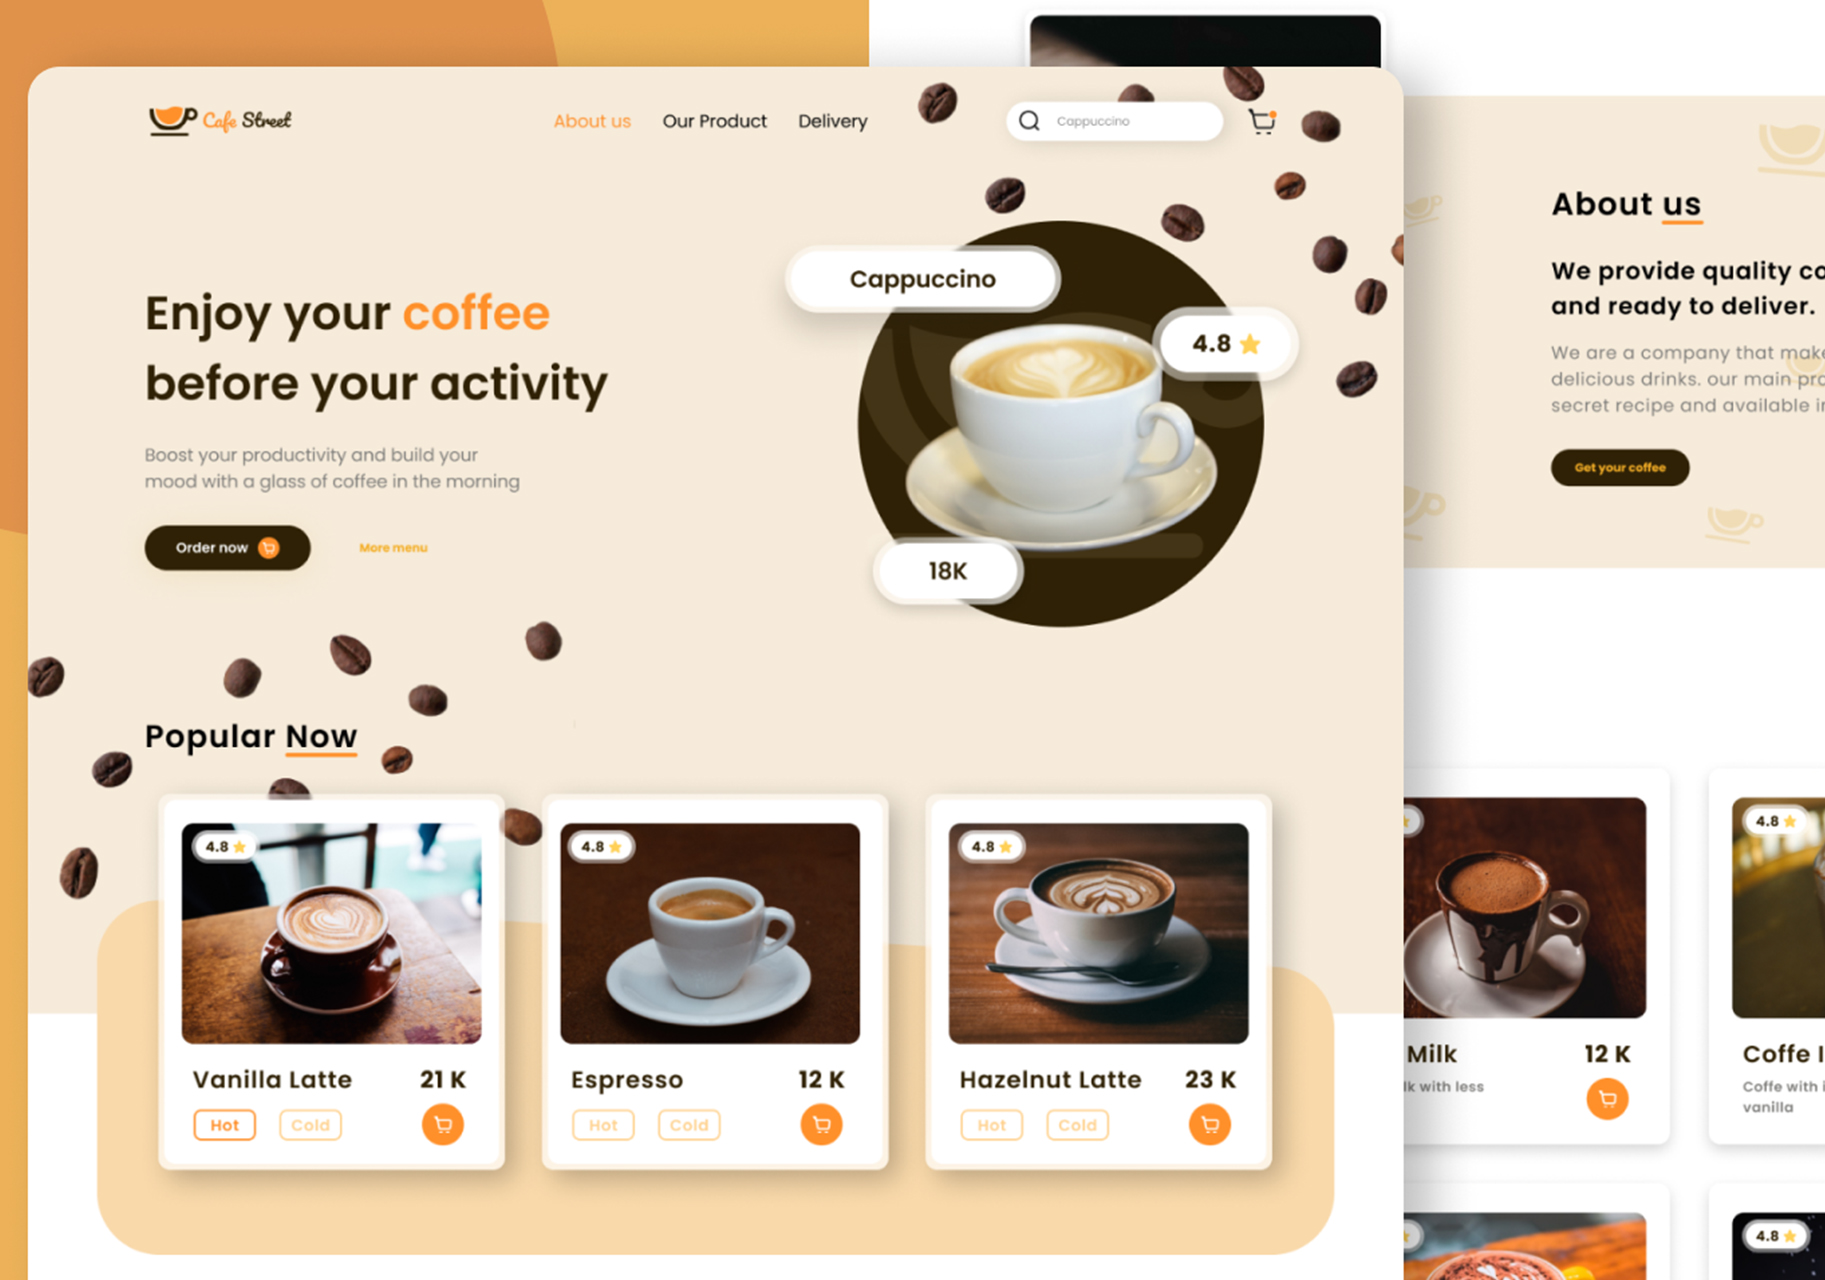 Cafe Street
About us
Our Product
Delivery
Cappuccino
Enjoy your coffee
before your activity
Boost your productivity and build your
mood with a glass of coffee in the morning
Order now
More menu
Cappuccino
4.8
18K
Popular Now
4.8
Vanilla Latte
21 K
Hot
Cold
4.8
Espresso
12 K
Hot
Cold
4.8
Hazelnut Latte
23 K
Hot
Cold
About us
We provide quality co
and ready to deliver.
We are a company that make
delicious drinks. our main pro
secret recipe and available in
Get your coffee
Milk
12 K
lk with less
4.8
Coffe I
Coffe with i
vanilla
4.8